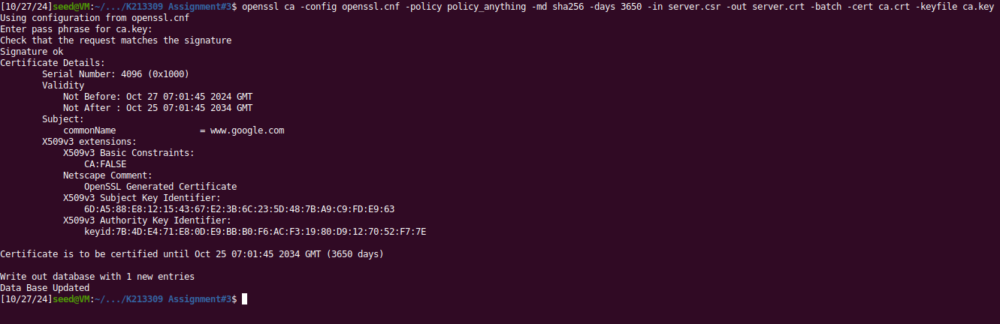 [10/27/24]seed@VM:~/.../K213309 Assignment#3$ openssl ca -config openssl.cnf -policy policy_anything -md sha256 -days 3650 -in server.csr -out server.crt -batch -cert ca.crt -keyfile ca.key
Using configuration from openssl.cnf
Enter pass phrase for ca.key:
Check that the request matches the signature
Signature ok
Certificate Details:
        Serial Number: 4096 (0x1000)
        Validity
            Not Before: Oct 27 07:01:45 2024 GMT
            Not After : Oct 25 07:01:45 2034 GMT
        Subject:
            commonName                = www.google.com
        X509v3 extensions:
            X509v3 Basic Constraints:
                CA:FALSE
            Netscape Comment:
                OpenSSL Generated Certificate
            X509v3 Subject Key Identifier:
                6D:A5:88:E8:12:15:43:67:E2:3B:6C:23:5D:48:7B:A9:C9:FD:E9:63
            X509v3 Authority Key Identifier:
                keyid:7B:4D:E4:71:E8:0D:E9:BB:B0:F6:AC:F3:19:80:D9:12:70:52:F7:7E

Certificate is to be certified until Oct 25 07:01:45 2034 GMT (3650 days)

Write out database with 1 new entries
Data Base Updated
[10/27/24]seed@VM:~/.../K213309 Assignment#3$